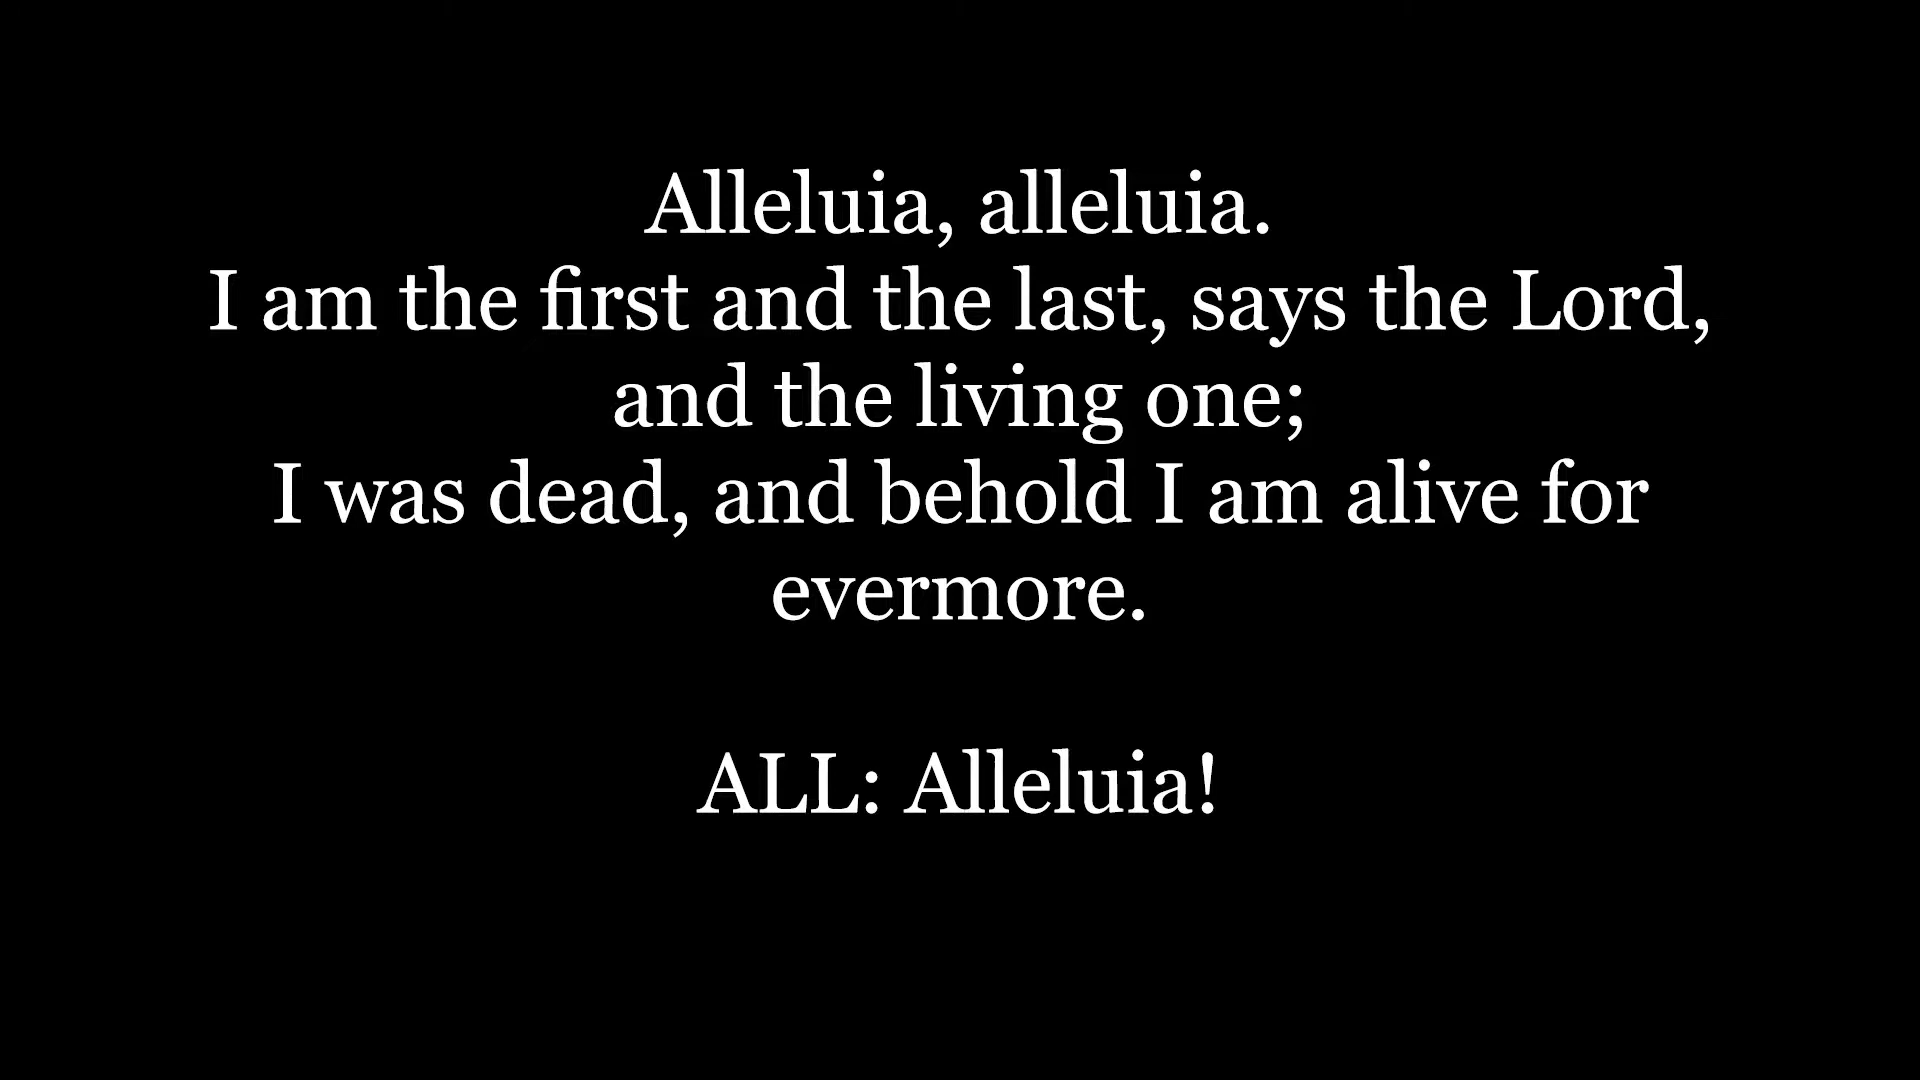 Alleluia, alleluia.
I am the first and the last, says the Lord,
and the living one;
I was dead, and behold I am alive for
evermore.
ALL: Alleluia!